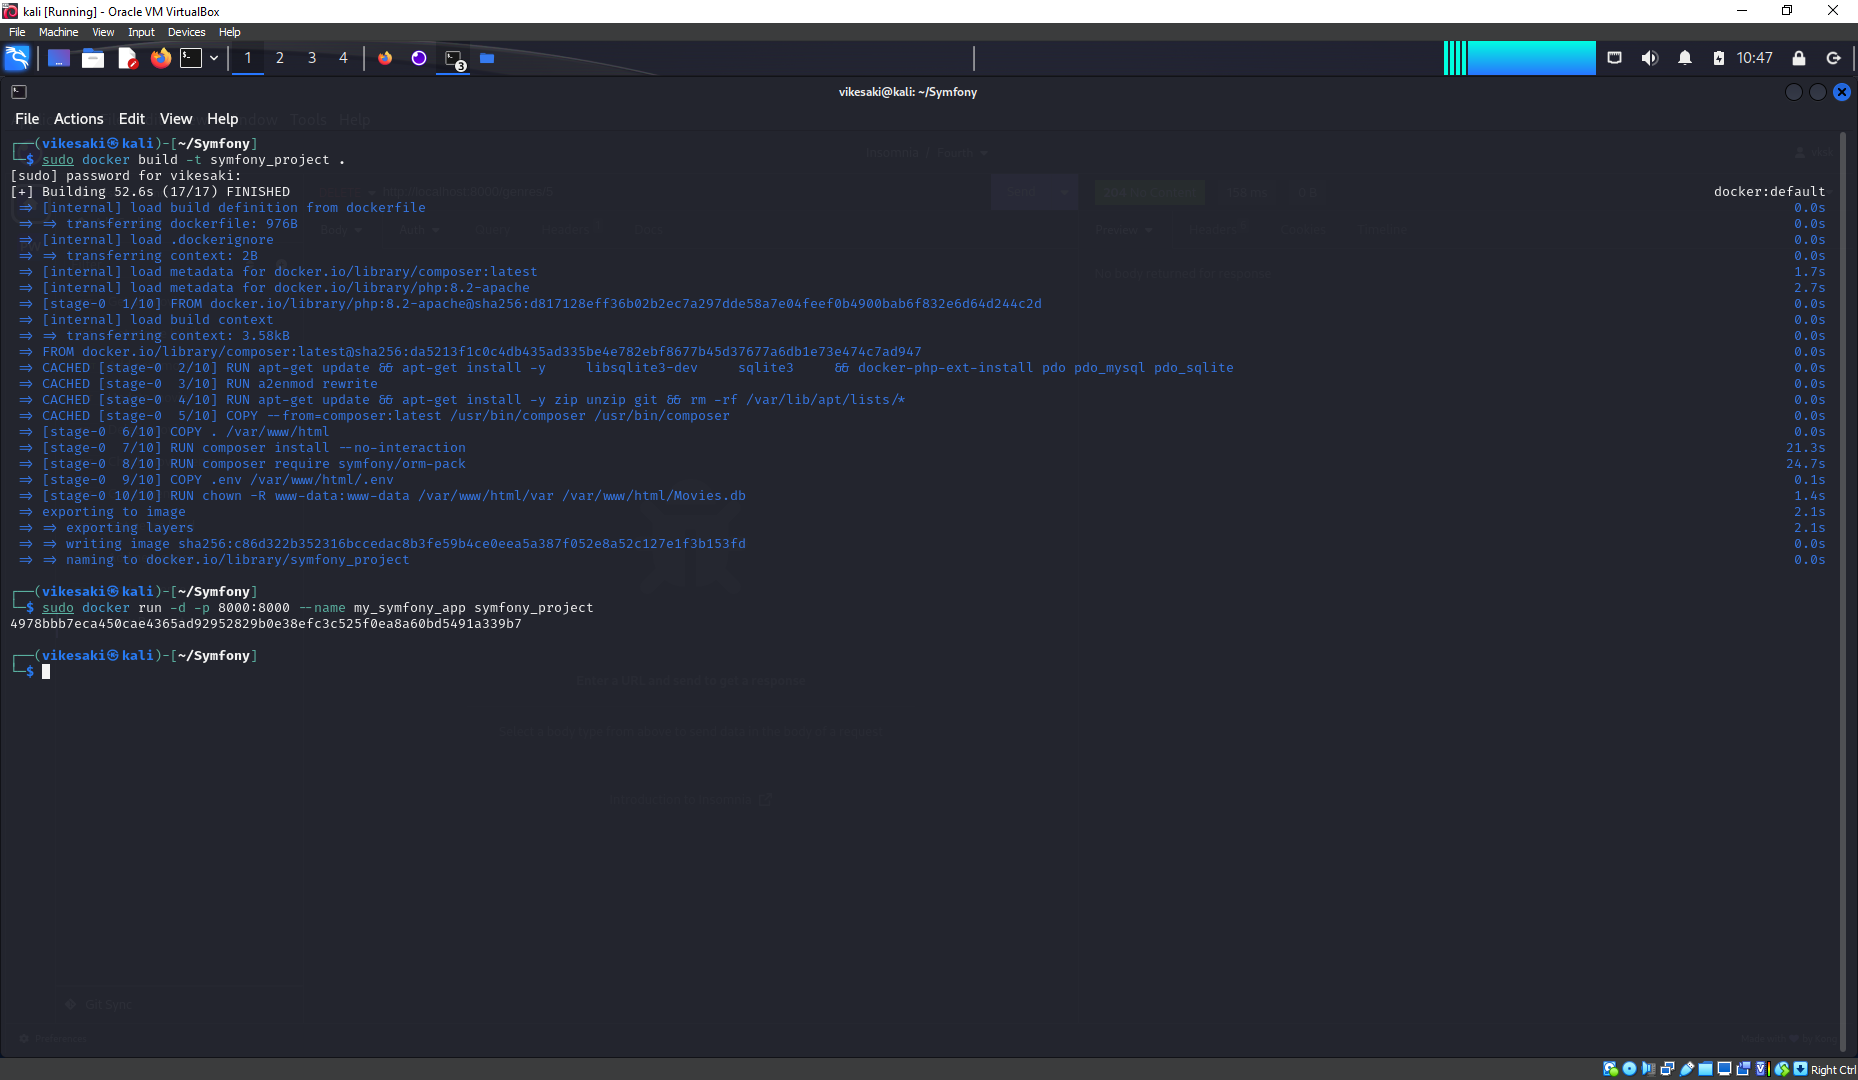 kali [Running] - Oracle VM VirtualBox
File Machine View Input Devices Help
1 2 3 4 3 10:47
vikesaki@kali: ~/Symfony
File Actions Edit View Help
┌──(vikesaki㉿kali)-[~/Symfony]
└─$ sudo docker build -t symfony_project .
[sudo] password for vikesaki:
[+] Building 52.6s (17/17) FINISHED docker:default
=> [internal] load build definition from dockerfile 0.0s
=> => transferring dockerfile: 976B 0.0s
=> [internal] load .dockerignore 0.0s
=> => transferring context: 2B 0.0s
=> [internal] load metadata for docker.io/library/composer:latest 1.7s
=> [internal] load metadata for docker.io/library/php:8.2-apache 2.7s
=> [stage-0 1/10] FROM docker.io/library/php:8.2-apache@sha256:d817128eff36b02b2ec7a297dde58a7e04feef0b4900bab6f832e6d64d244c2d 0.0s
=> [internal] load build context 0.0s
=> => transferring context: 3.58kB 0.0s
=> FROM docker.io/library/composer:latest@sha256:da5213f1c0c4db435ad335be4e782ebf8677b45d37677a6db1e73e474c7ad947 0.0s
=> CACHED [stage-0 2/10] RUN apt-get update && apt-get install -y libsqlite3-dev sqlite3 && docker-php-ext-install pdo pdo_mysql pdo_sqlite 0.0s
=> CACHED [stage-0 3/10] RUN a2enmod rewrite 0.0s
=> CACHED [stage-0 4/10] RUN apt-get update && apt-get install -y zip unzip git && rm -rf /var/lib/apt/lists/* 0.0s
=> CACHED [stage-0 5/10] COPY --from=composer:latest /usr/bin/composer /usr/bin/composer 0.0s
=> [stage-0 6/10] COPY . /var/www/html 0.0s
=> [stage-0 7/10] RUN composer install --no-interaction 21.3s
=> [stage-0 8/10] RUN composer require symfony/orm-pack 24.7s
=> [stage-0 9/10] COPY .env /var/www/html/.env 0.1s
=> [stage-0 10/10] RUN chown -R www-data:www-data /var/www/html/var /var/www/html/Movies.db 1.4s
=> exporting to image 2.1s
=> => exporting layers 2.1s
=> => writing image sha256:c86d322b352316bccedac8b3fe59b4ce0eea5a387f052e8a52c127e1f3b153fd 0.0s
=> => naming to docker.io/library/symfony_project 0.0s
┌──(vikesaki㉿kali)-[~/Symfony]
└─$ sudo docker run -d -p 8000:8000 --name my_symfony_app symfony_project
4978bbb7eca450cae4365ad92952829b0e38efc3c525f0ea8a60bd5491a339b7
┌──(vikesaki㉿kali)-[~/Symfony]
└─$
Git Sync
Right Ctrl